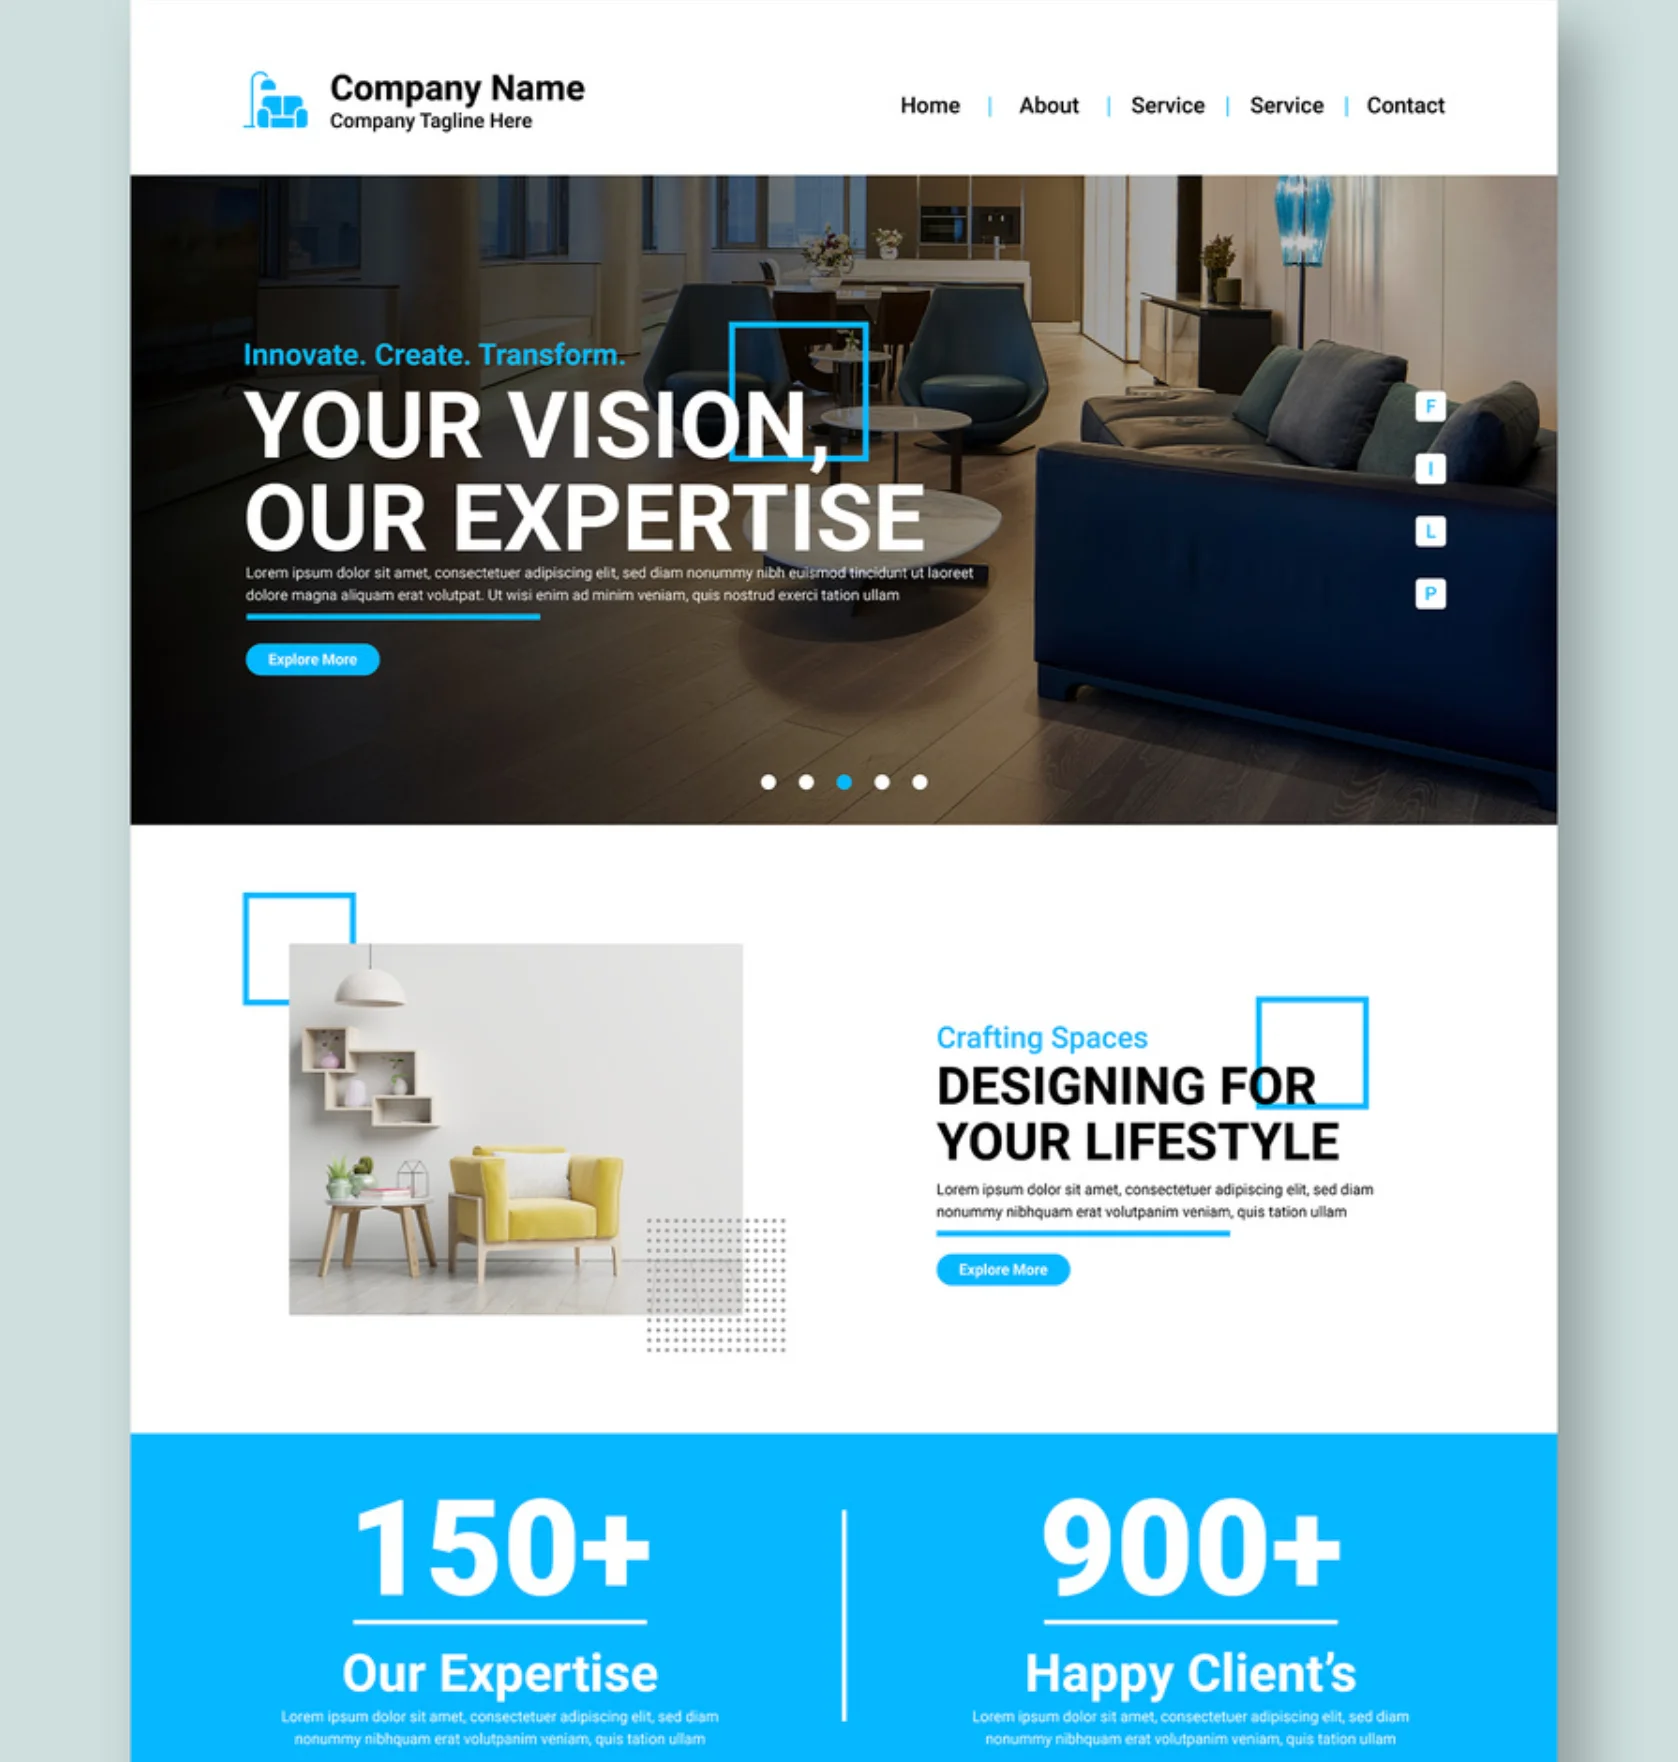 Company Name
Company Tagline Here
Home | About | Service | Service | Contact
Innovate. Create. Transform.
YOUR VISION,
OUR EXPERTISE
Lorem ipsum dolor sit amet, consectetuer adipiscing elit, sed diam nonummy nibh euismod tincidunt ut laoreet
dolore magna aliquam erat volutpat. Ut wisi enim ad minim veniam, quis nostrud exerci tation ullam
Explore More
F
I
L
P
Crafting Spaces
DESIGNING FOR
YOUR LIFESTYLE
Lorem ipsum dolor sit amet, consectetuer adipiscing elit, sed diam
nonummy nibhquam erat volutpanim veniam, quis tation ullam
Explore More
150+
Our Expertise
Lorem ipsum dolor sit amet, consectetuer adipiscing elit, sed diam
nonummy nibhquam erat volutpanim veniam, quis tation ullam
900+
Happy Client’s
Lorem ipsum dolor sit amet, consectetuer adipiscing elit, sed diam
nonummy nibhquam erat volutpanim veniam, quis tation ullam